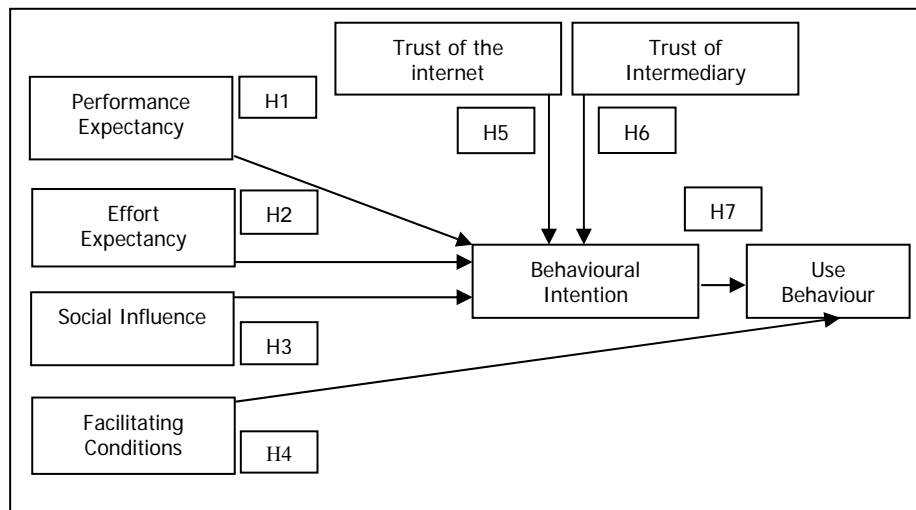 Trust of the
internet
Trust of
Intermediary
Performance
Expectancy
H1
H5
H6
Effort
Expectancy
H2
H7
Behavioural
Intention
Use
Behaviour
Social Influence
H3
Facilitating
Conditions
H4